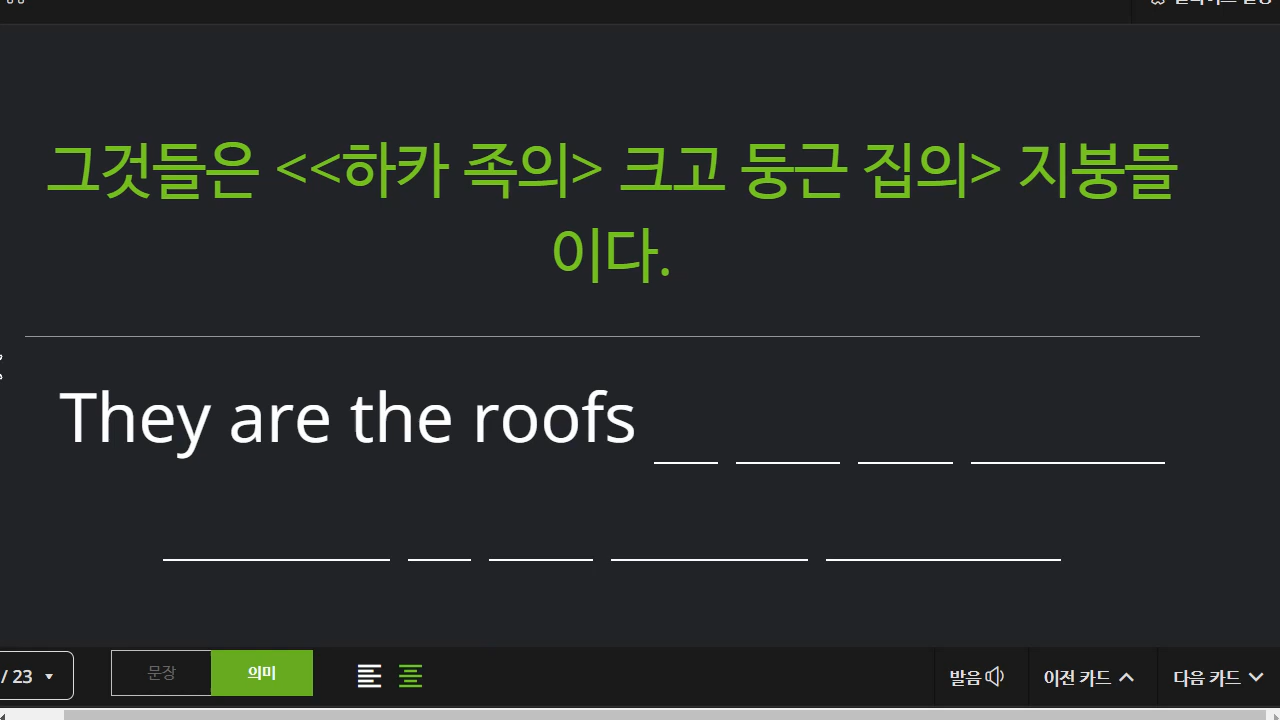 그것들은 <<하카 족의> 크고 둥근 집의> 지붕들
이다.
They are the roofs
/ 23
문장
의미
발음
이전 카드
다음 카드